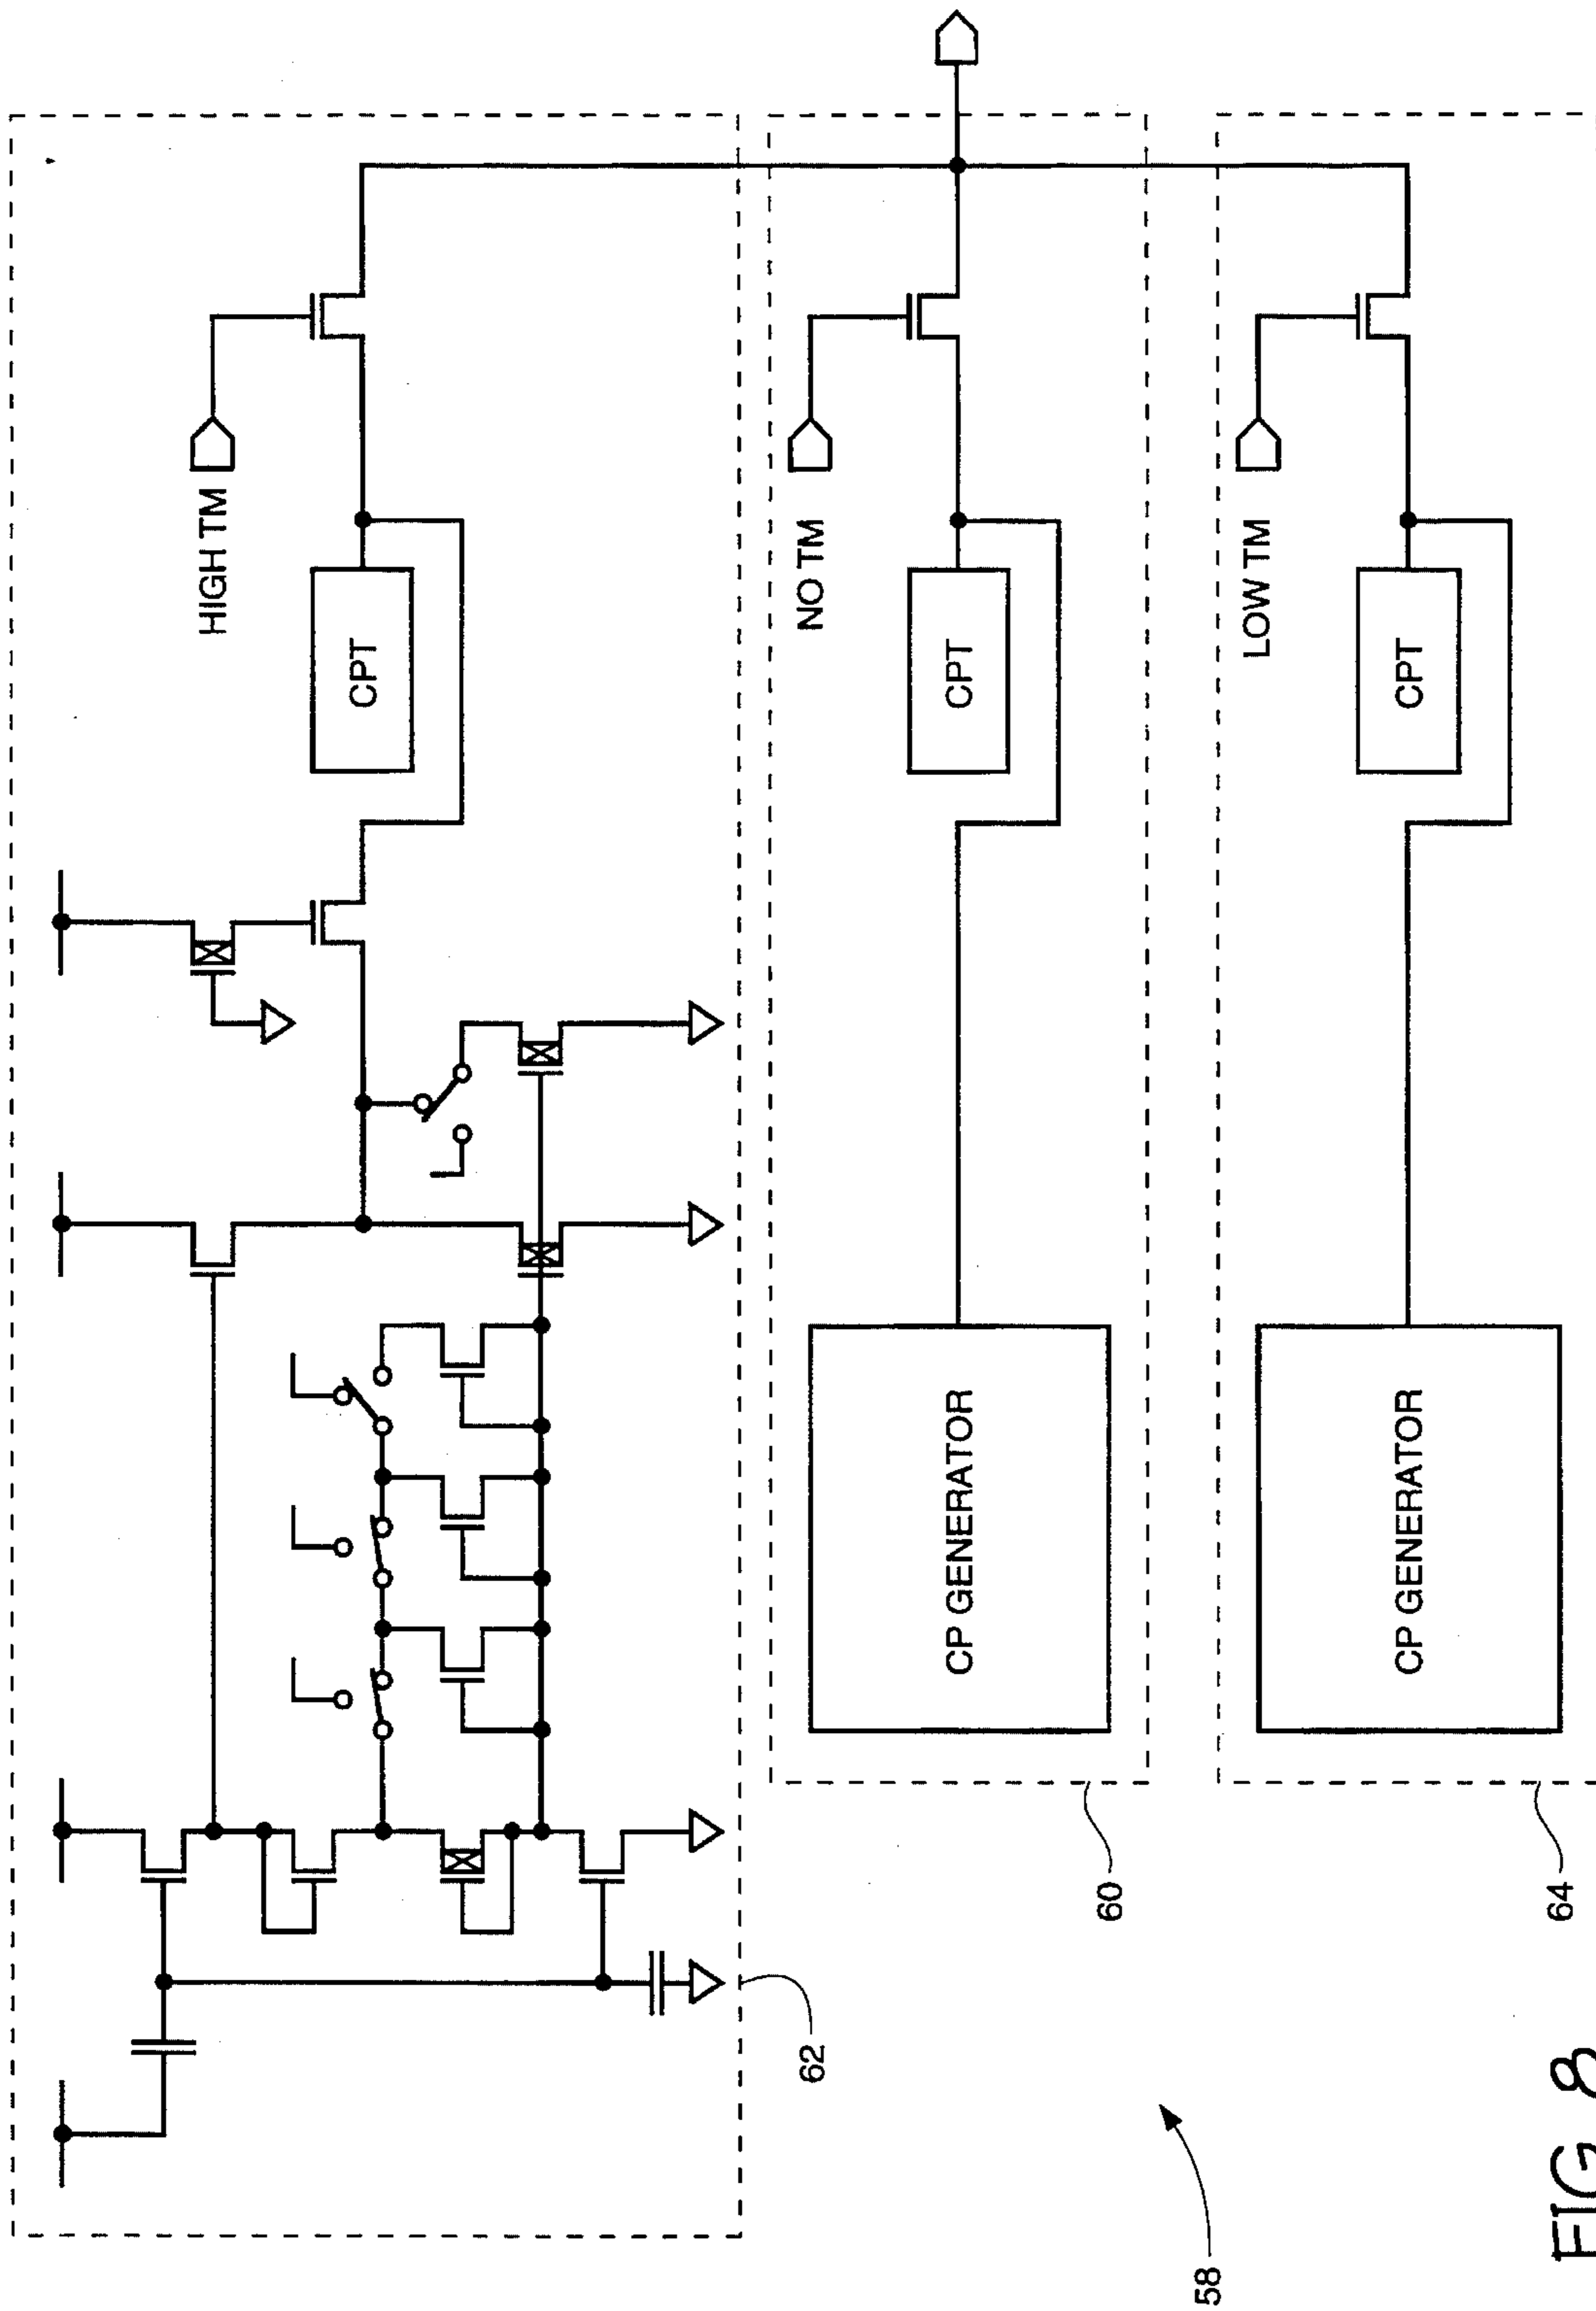 HIGH TM
CPT
62
NO TM
CPT
CP GENERATOR
60
LOW TM
CPT
CP GENERATOR
64
58
FIG. 8